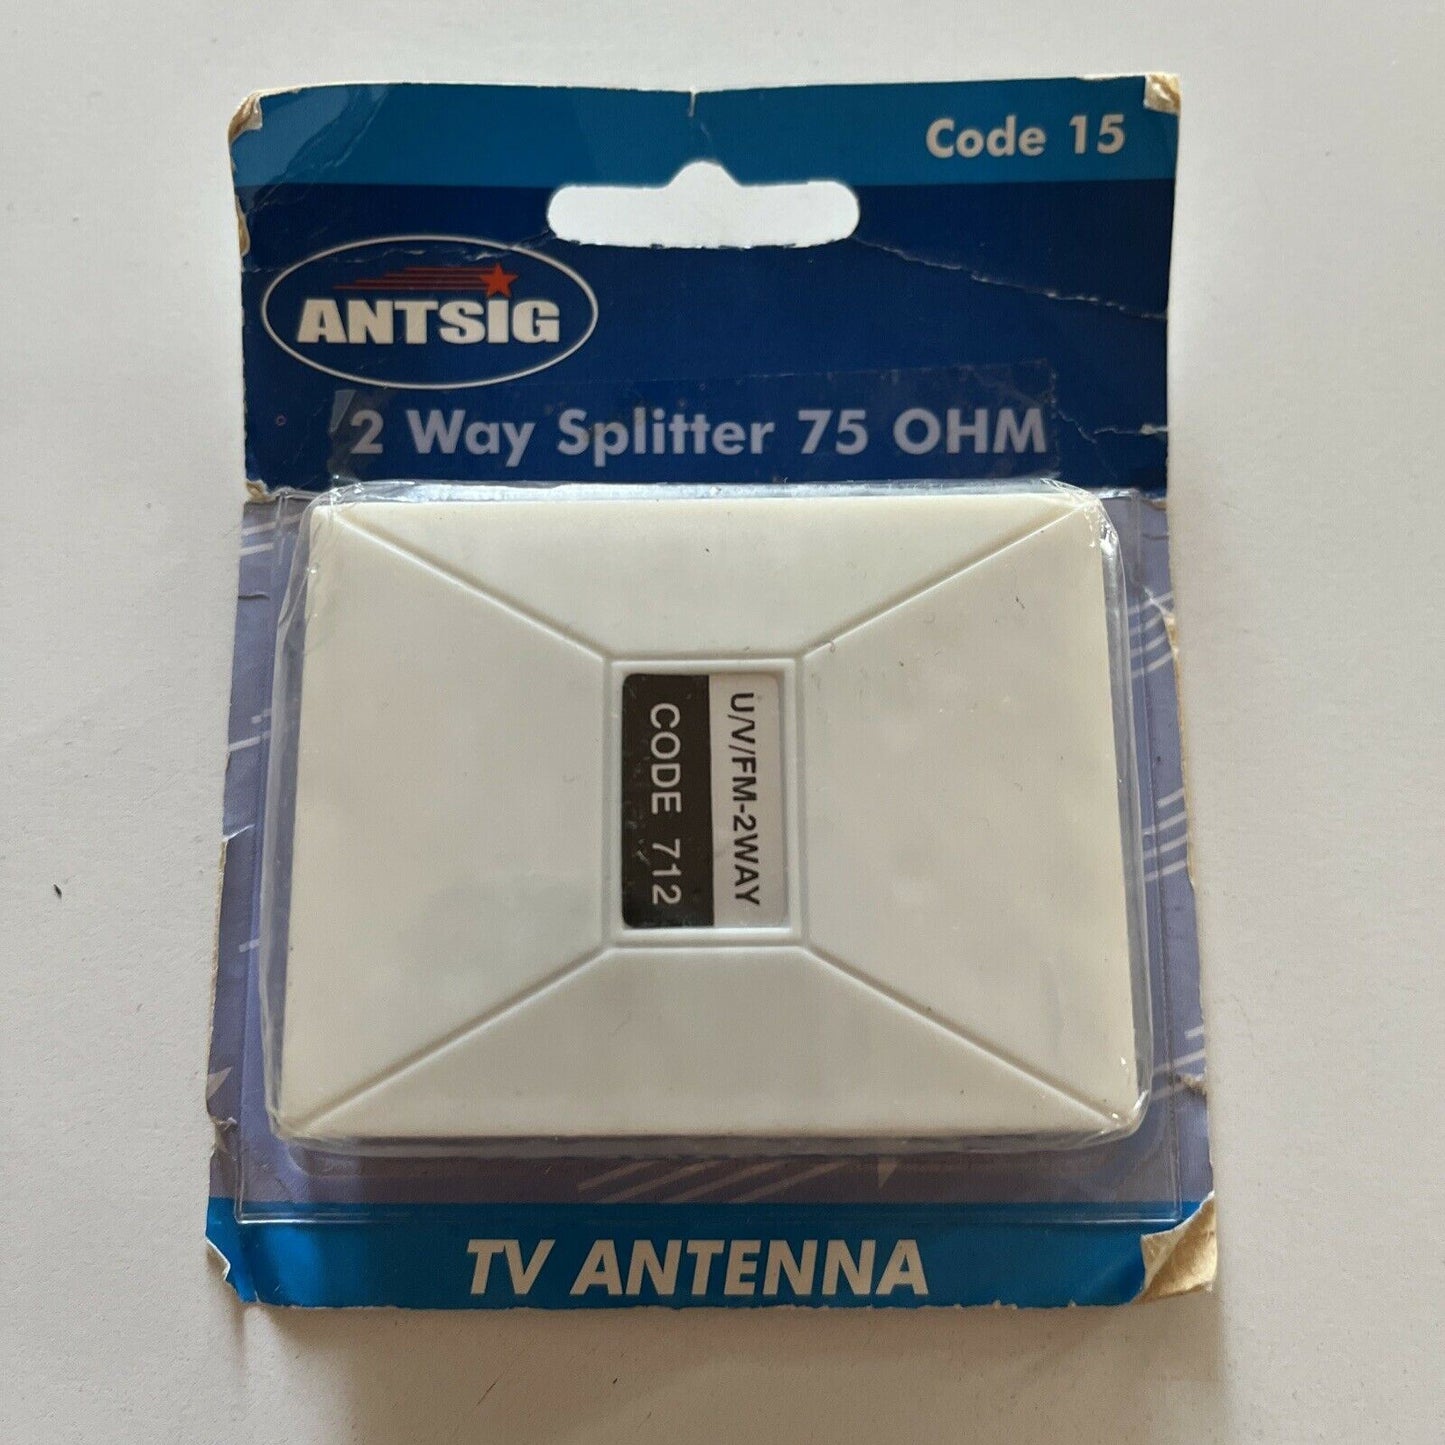 Code 15
ANTSIG
2 Way Splitter 75 OHM
U/V/FM-2WAY
CODE 712
TV ANTENNA